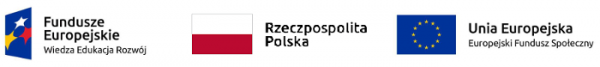 Fundusze
Europejskie
Wiedza Edukacja Rozwój
Rzeczpospolita
Polska
Unia Europejska
Europejski Fundusz Społeczny